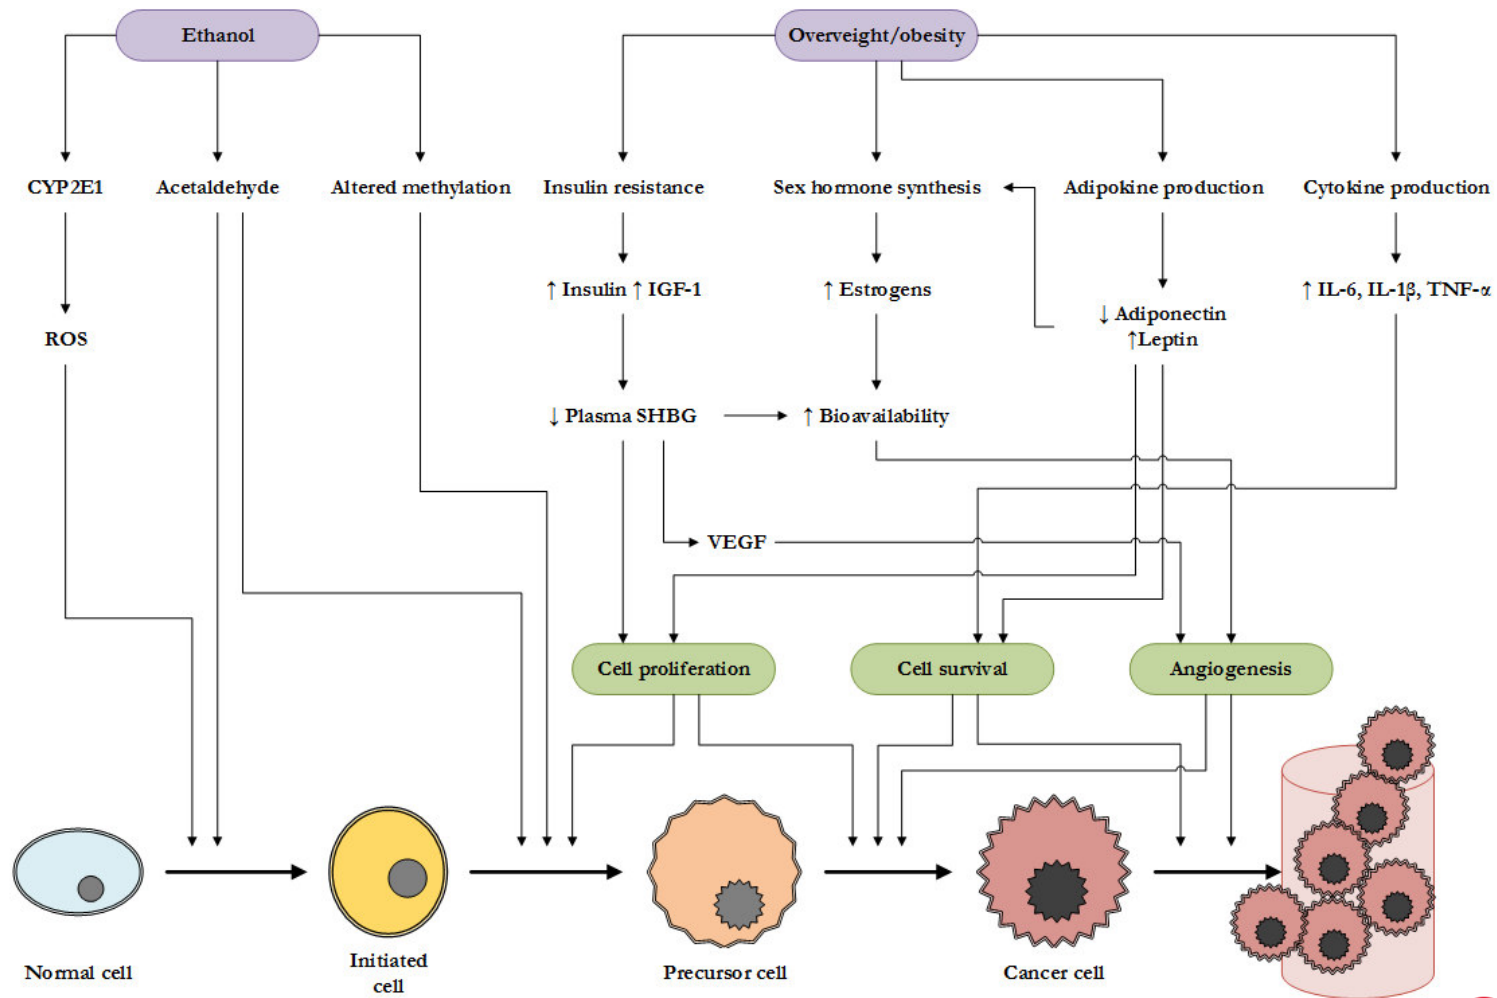 Ethanol
Overveight/obesity
CYP2E1
Acetaldehyde
Altered methylation
Insulin resistance
Sex hormone synthesis
Adipokine production
Cytokine production
↑ Insulin ↑ IGF-1
↑ Estrogens
↓ Adiponectin
↑Leptin
↑ IL-6, IL-1β, TNF-α
ROS
↓ Plasma SHBG
↑ Bioavailability
VEGF
Cell proliferation
Cell survival
Angiogenesis
Normal cell
Initiated
cell
Precursor cell
Cancer cell